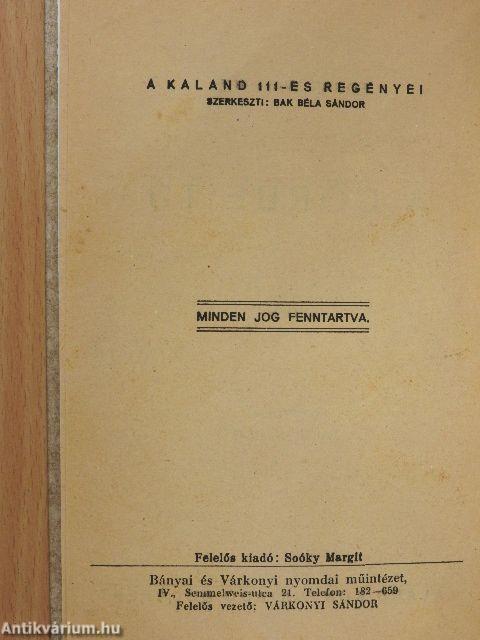 A KALAND 111-ES REGÉNYEI
SZERKESZTI: BAK BÉLA SÁNDOR
MINDEN JOG FENNTARTVA.
Felelős kiadó: Soóky Margit
Bányai és Várkonyi nyomdai műintézet,
IV., Semmelweis-utca 21. Telefon: 182-659
Felelős vezető: VÁRKONYI SÁNDOR
Antikvárium.hu